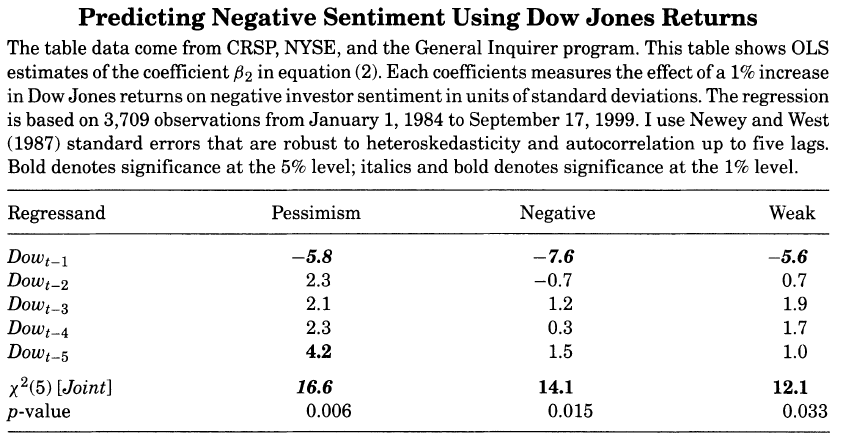 Predicting Negative Sentiment Using Dow Jones Returns
The table data come from CRSP, NYSE, and the General Inquirer program. This table shows OLS
estimates of the coefficient β2 in equation (2). Each coefficients measures the effect of a 1% increase
in Dow Jones returns on negative investor sentiment in units of standard deviations. The regression
is based on 3,709 observations from January 1, 1984 to September 17, 1999. I use Newey and West
(1987) standard errors that are robust to heteroskedasticity and autocorrelation up to five lags.
Bold denotes significance at the 5% level; italics and bold denotes significance at the 1% level.
Regressand Pessimism Negative Weak
Dow t−1 −5.8 −7.6 −5.6
Dow t−2 2.3 −0.7 0.7
Dow t−3 2.1 1.2 1.9
Dow t−4 2.3 0.3 1.7
Dow t−5 4.2 1.5 1.0
χ2(5) [Joint] 16.6 14.1 12.1
p-value 0.006 0.015 0.033